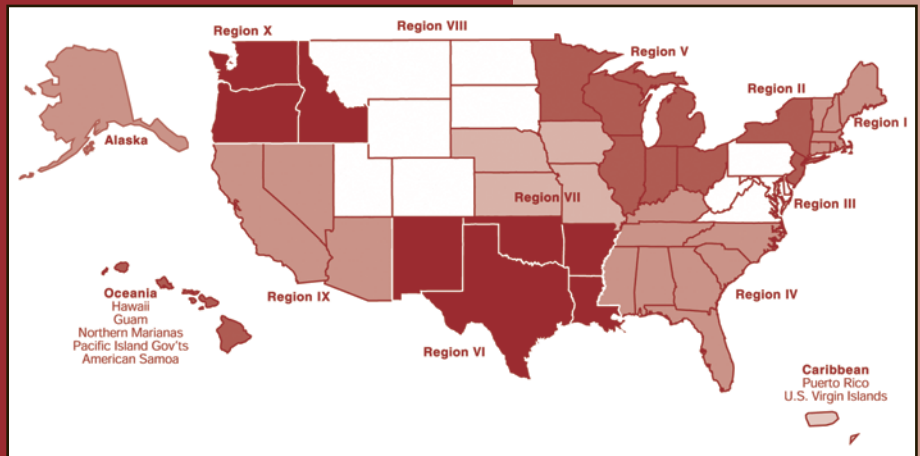 Region X
Region VIII
Region V
Region II
Region I
Alaska
Region VII
Region III
Oceania
Hawaii
Guam
Northern Marianas
Pacific Island Gov'ts
American Samoa
Region IX
Region IV
Region VI
Caribbean
Puerto Rico
U.S. Virgin Islands